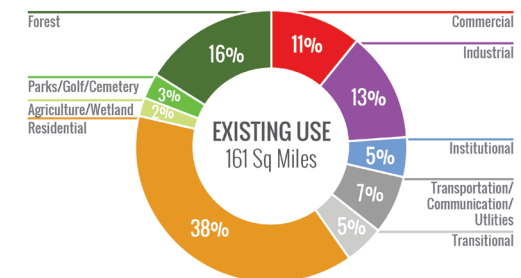 Forest
Commercial
16%
11%
Industrial
Parks/Golf/Cemetery
3%
13%
Agriculture/Wetland
2%
Residential
EXISTING USE
161 Sq Miles
Institutional
5%
Transportation/
Communication/
Utlities
7%
Transitional
5%
38%